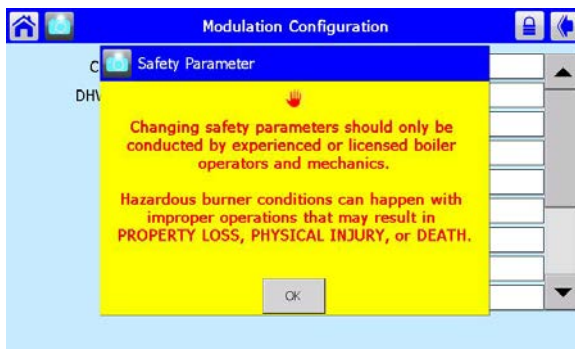 Modulation Configuration
Safety Parameter
C
DHW
Changing safety parameters should only be
conducted by experienced or licensed boiler
operators and mechanics.
Hazardous burner conditions can happen with
improper operations that may result in
PROPERTY LOSS, PHYSICAL INJURY, or DEATH.
OK